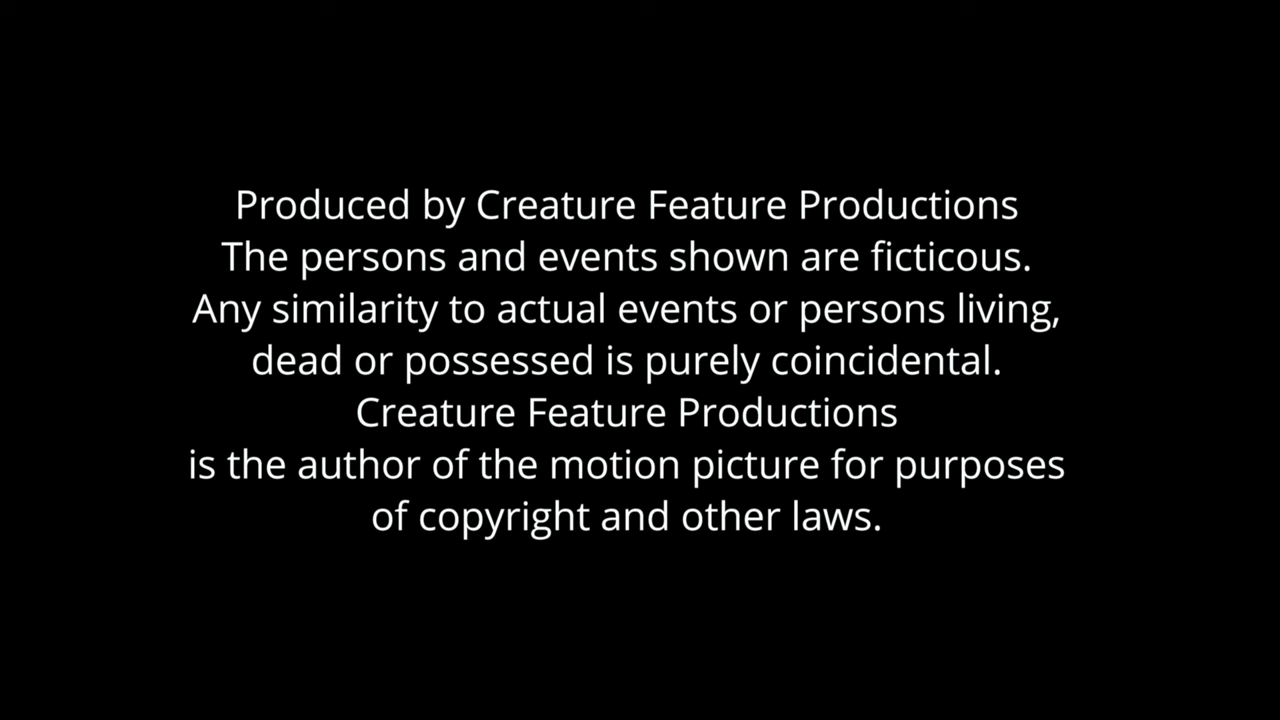 Produced by Creature Feature Productions
The persons and events shown are ficticous.
Any similarity to actual events or persons living,
dead or possessed is purely coincidental.
Creature Feature Productions
is the author of the motion picture for purposes
of copyright and other laws.